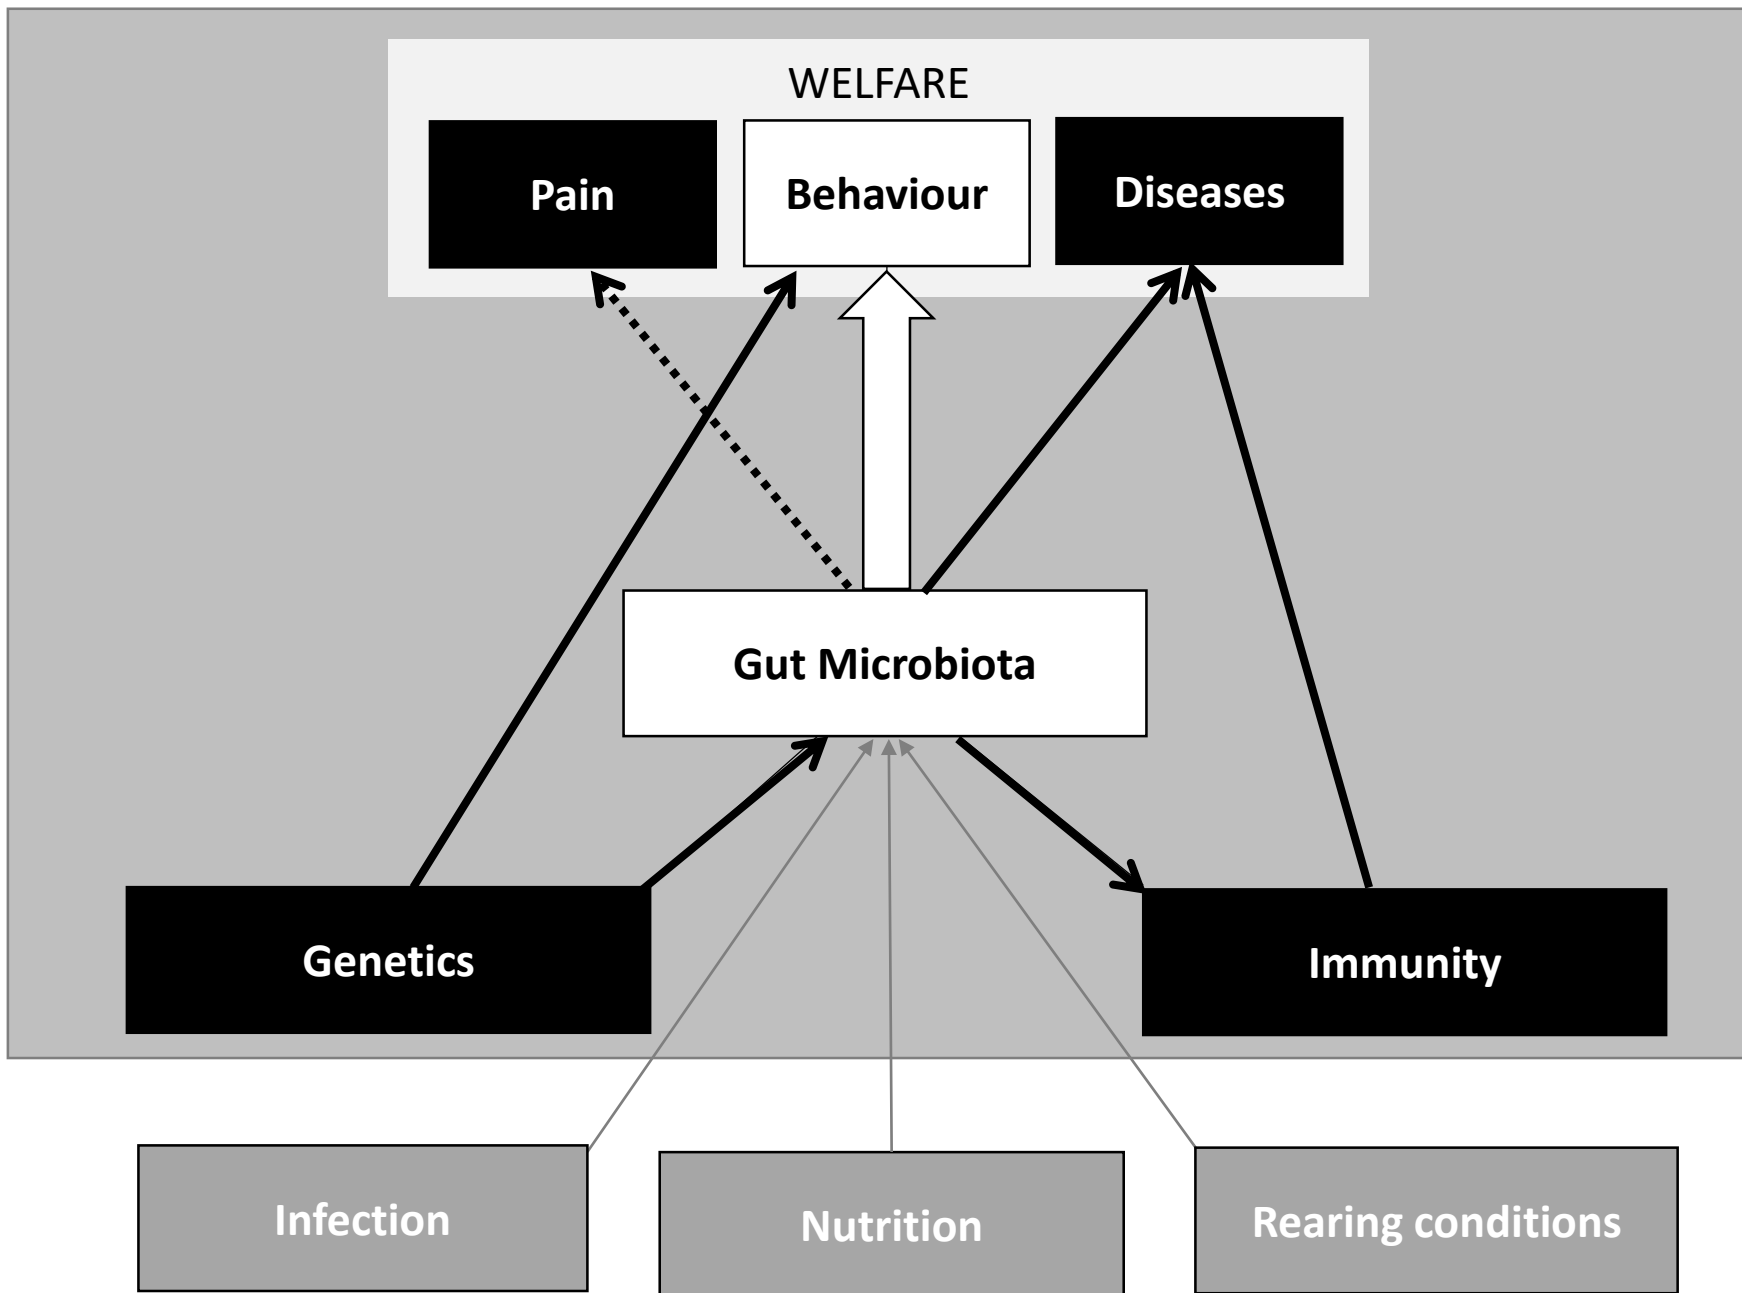 WELFARE
Pain
Behaviour
Diseases
Gut Microbiota
Genetics
Immunity
Infection
Nutrition
Rearing conditions